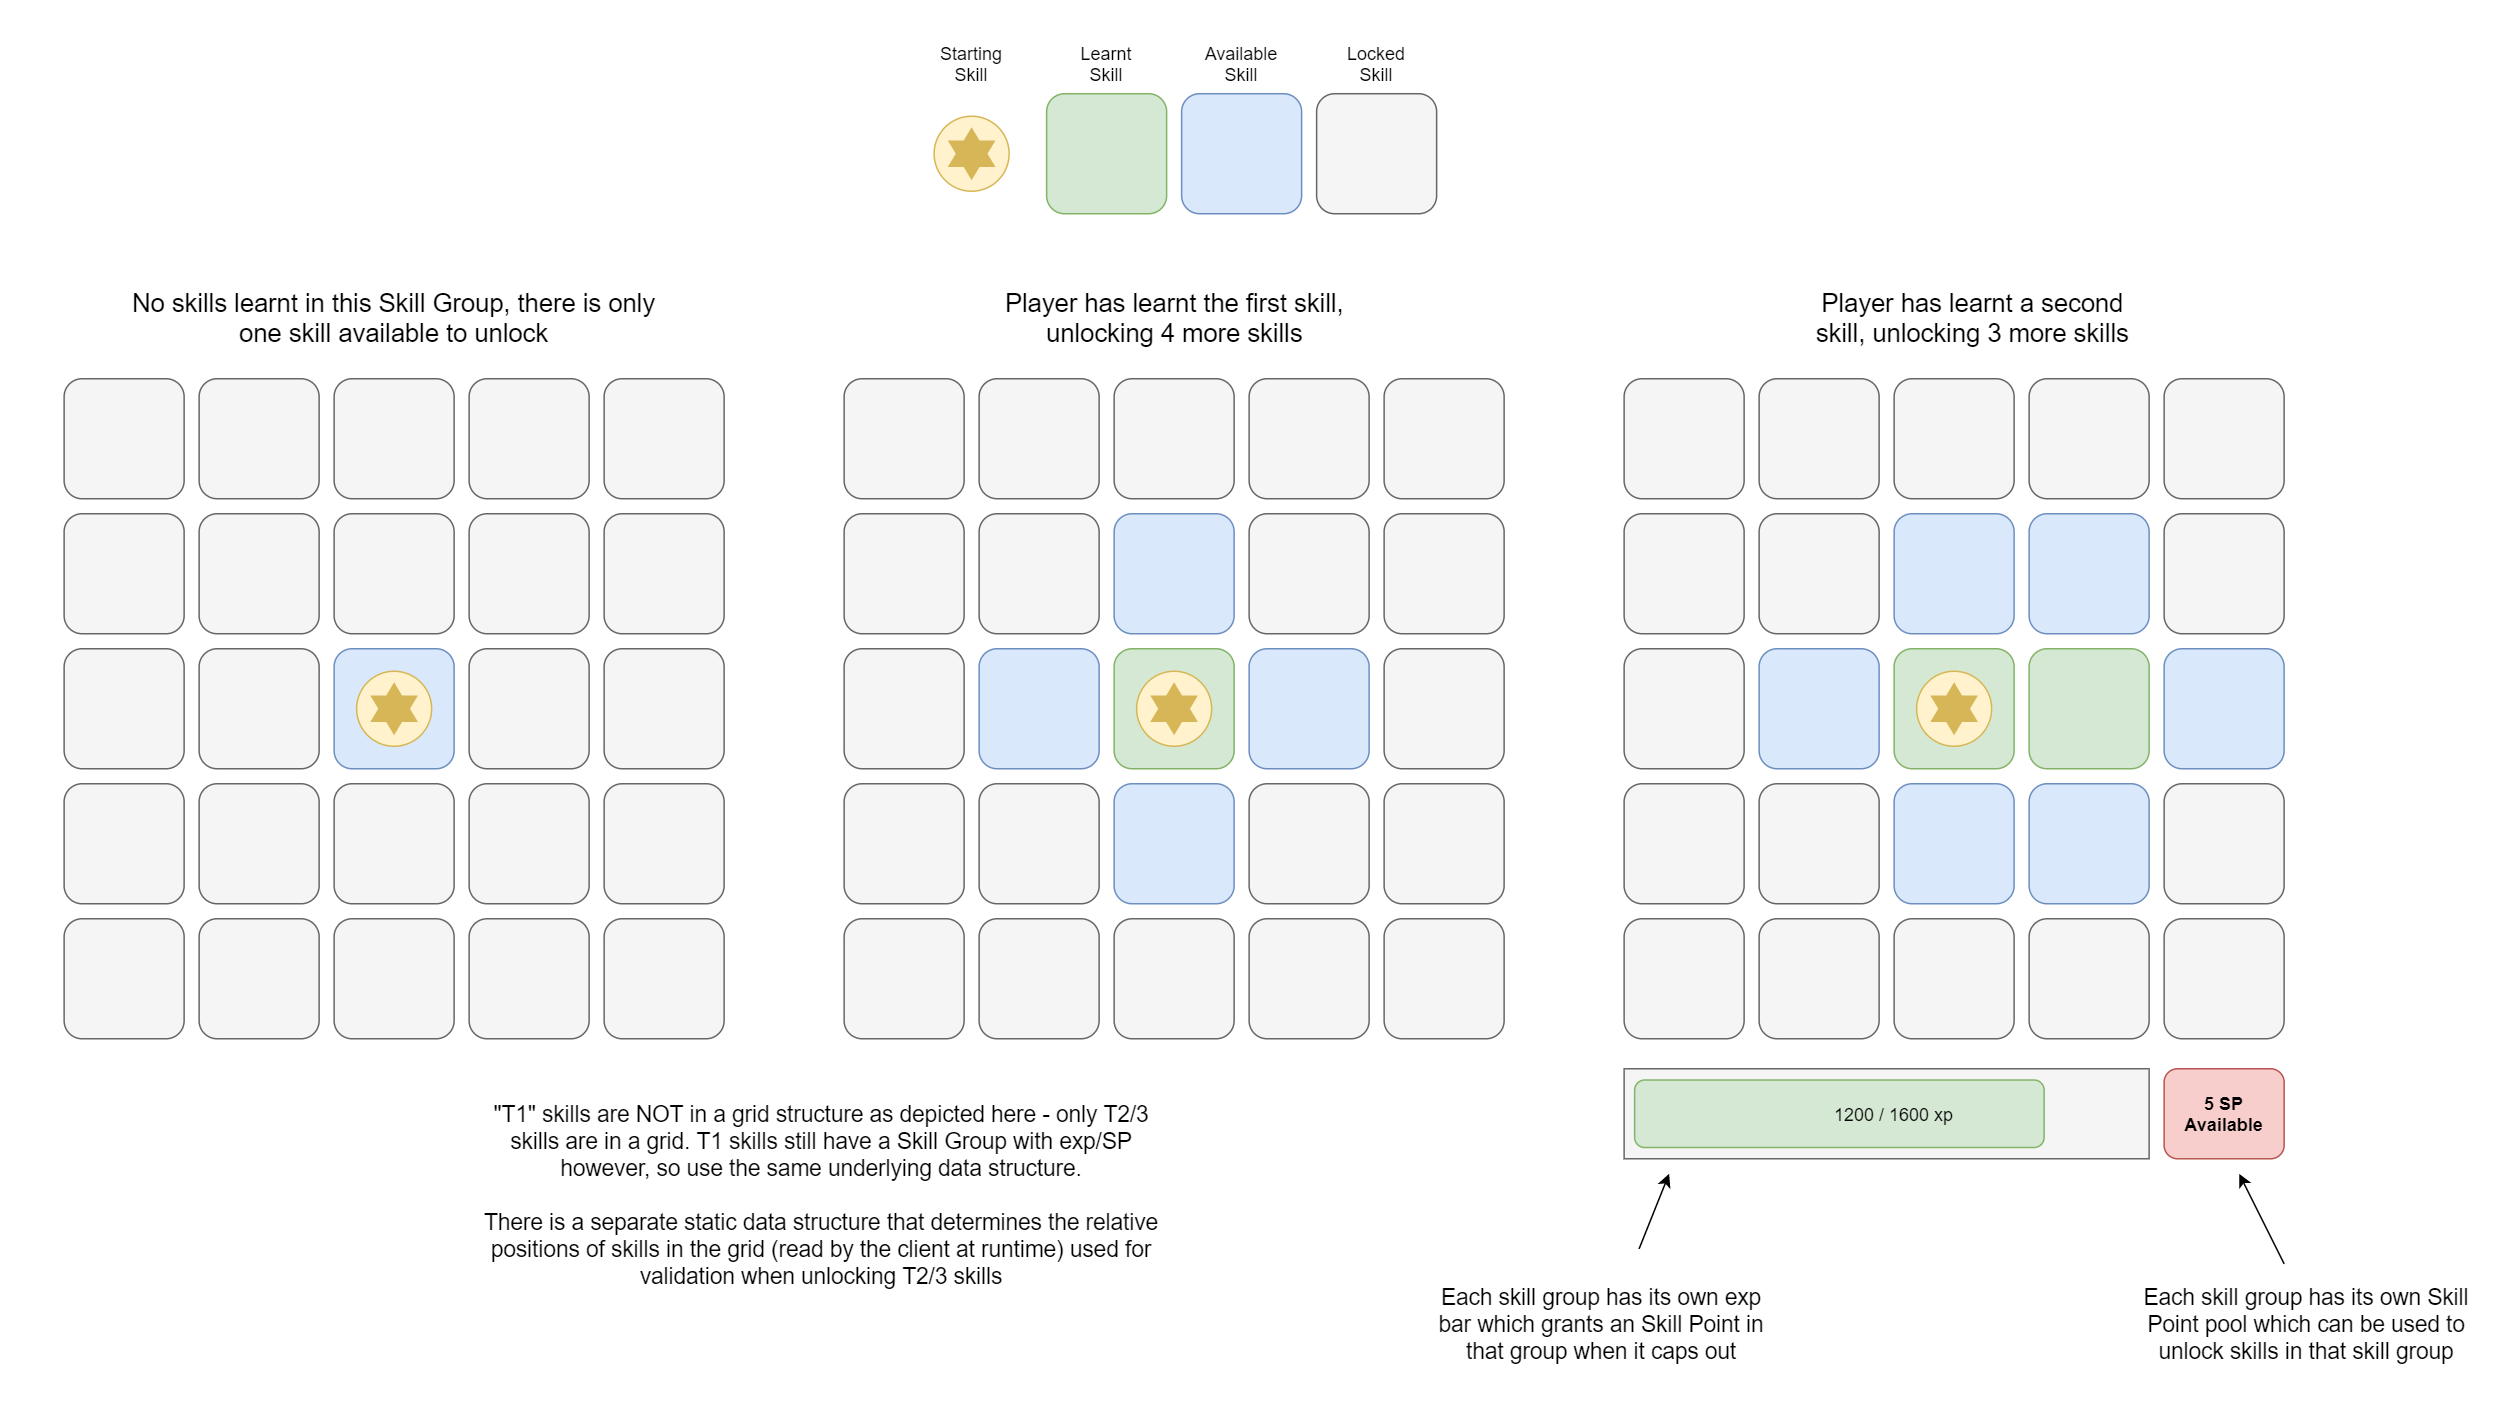 Starting
Skill
Learnt
Skill
Available
Skill
Locked
Skill
No skills learnt in this Skill Group, there is only
one skill available to unlock
Player has learnt the first skill,
unlocking 4 more skills
Player has learnt a second
skill, unlocking 3 more skills
"T1" skills are NOT in a grid structure as depicted here - only T2/3
skills are in a grid. T1 skills still have a Skill Group with exp/SP
however, so use the same underlying data structure.
There is a separate static data structure that determines the relative
positions of skills in the grid (read by the client at runtime) used for
validation when unlocking T2/3 skills
1200 / 1600 xp
5 SP
Available
Each skill group has its own exp
bar which grants an Skill Point in
that group when it caps out
Each skill group has its own Skill
Point pool which can be used to
unlock skills in that skill group